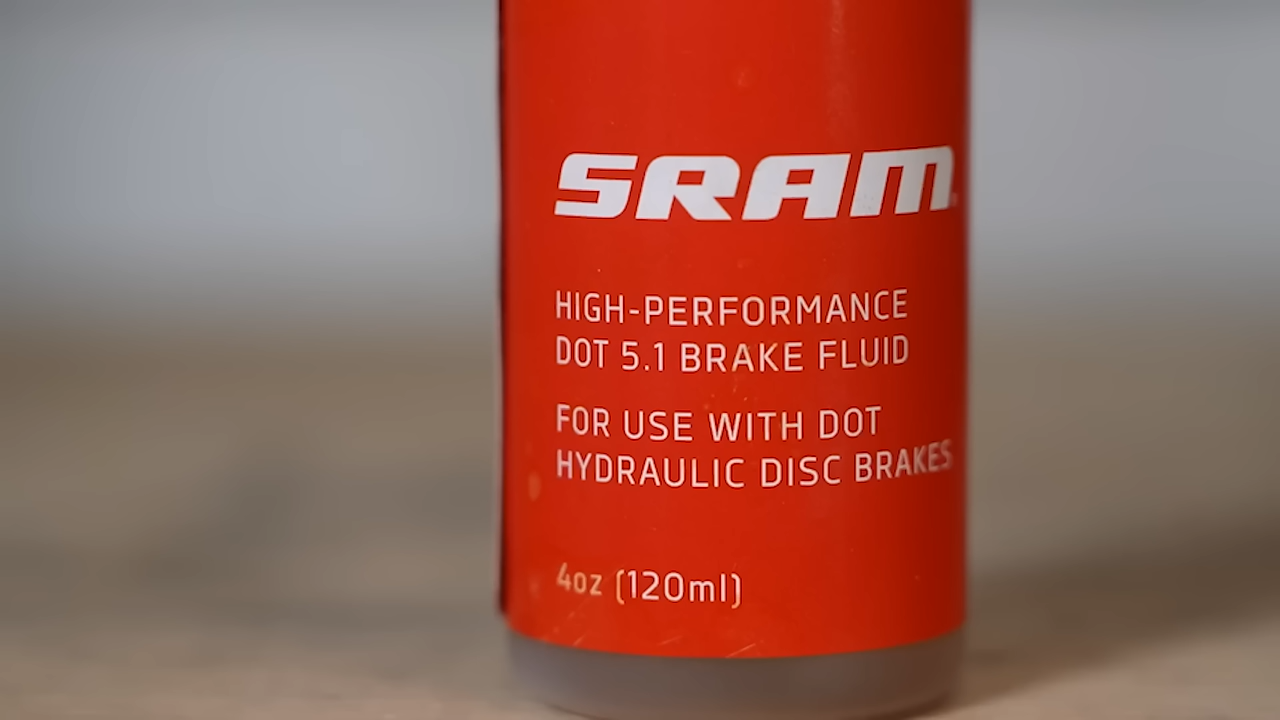 SRAM
HIGH-PERFORMANCE
DOT 5.1 BRAKE FLUID
FOR USE WITH DOT
HYDRAULIC DISC BRAKES
4oz (120ml)